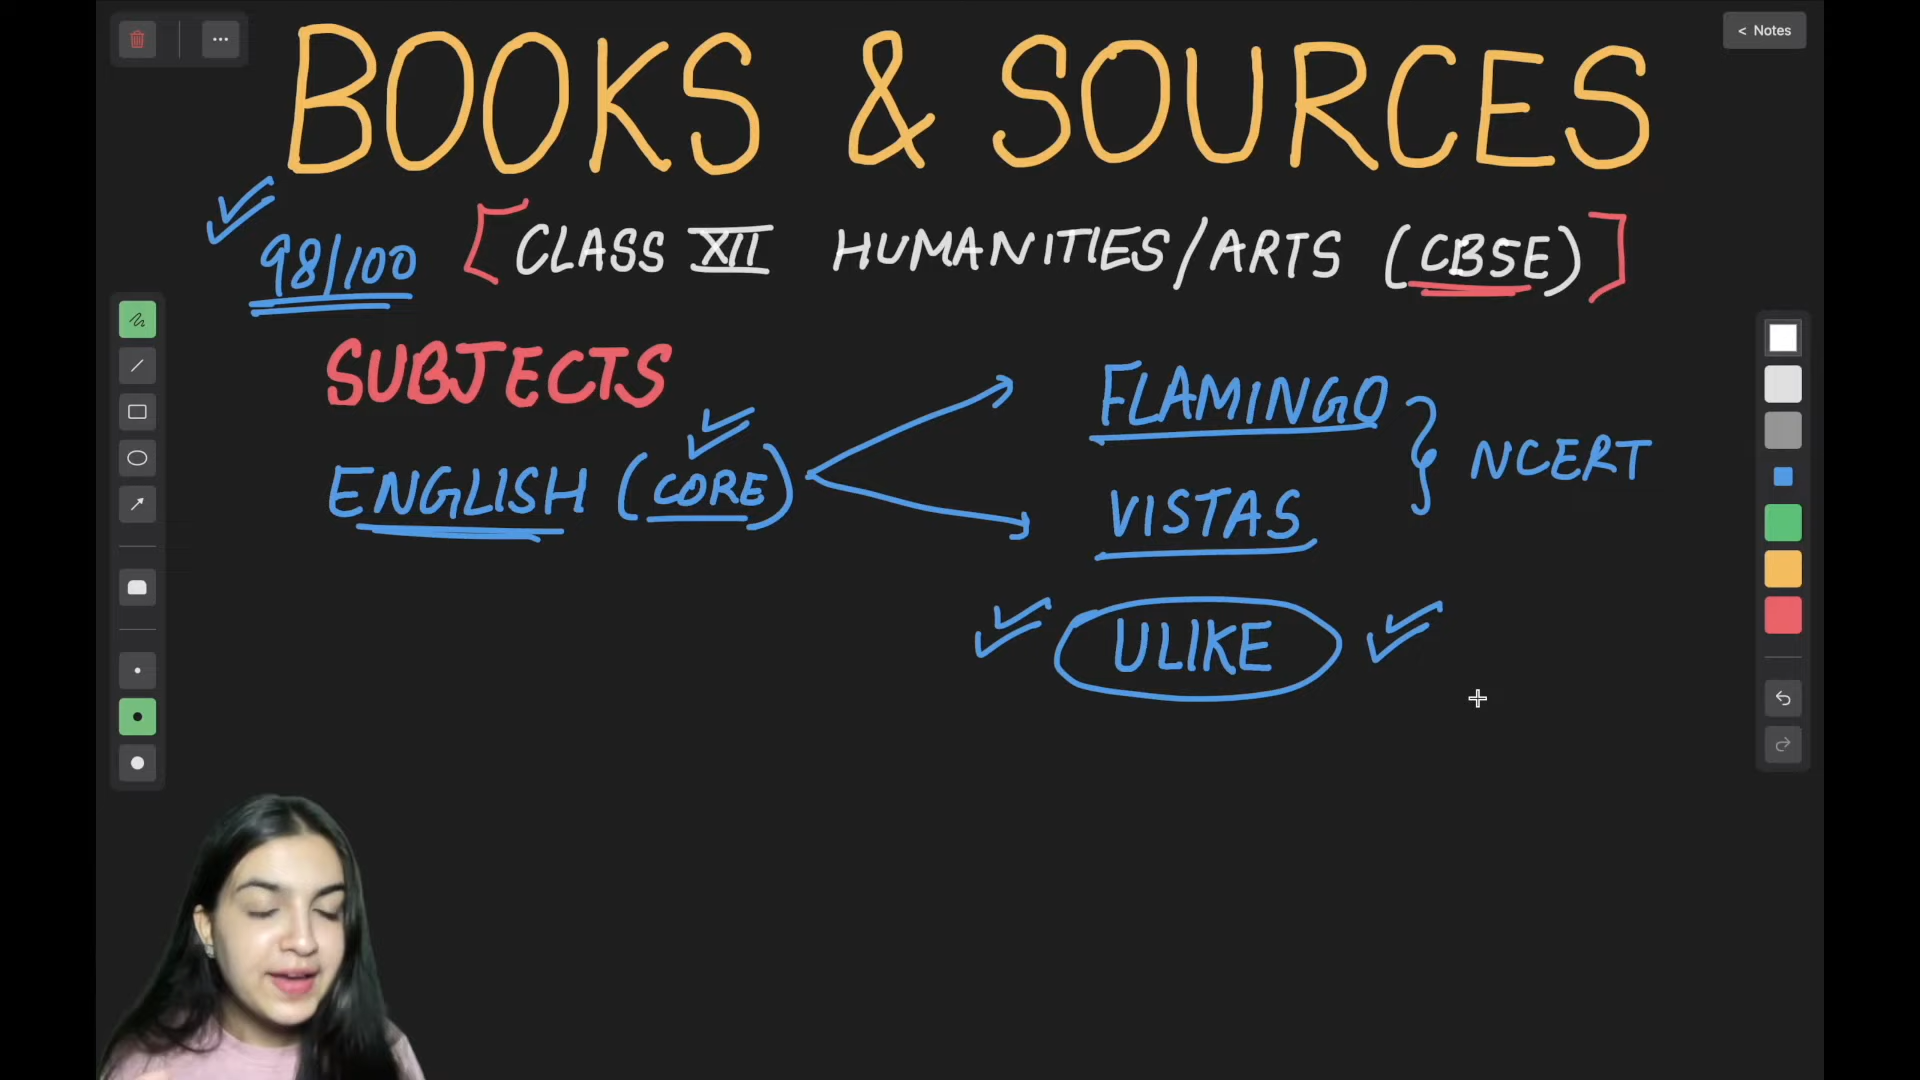 BOOKS & SOURCES
< Notes
98/100 [CLASS XII HUMANITIES/ARTS (CBSE)]
SUBJECTS
ENGLISH (CORE)
FLAMINGO
VISTAS
} NCERT
ULIKE